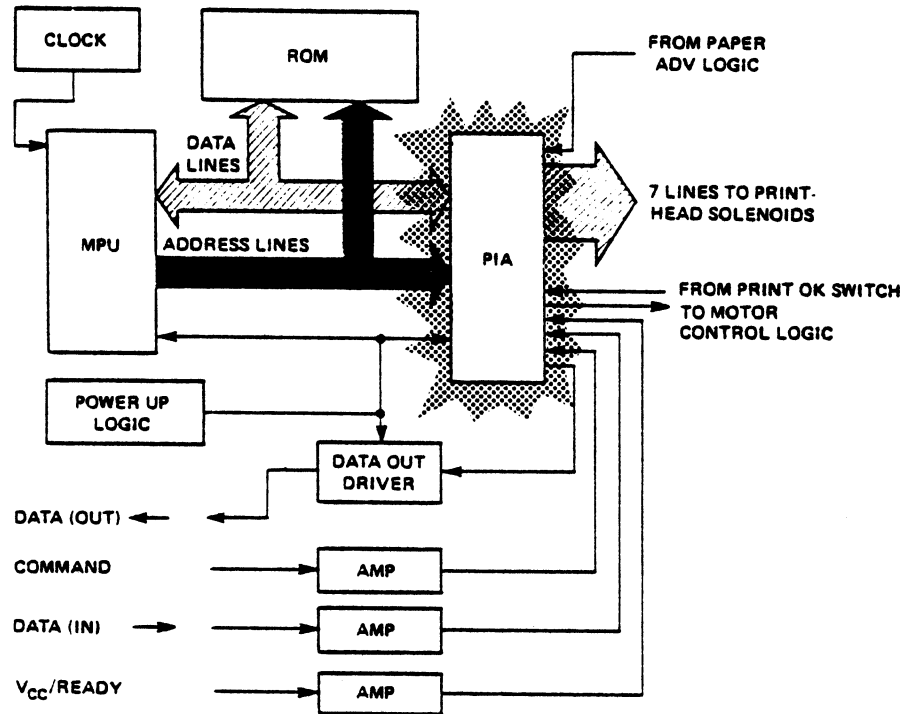 CLOCK
ROM
FROM PAPER
ADV LOGIC
DATA
LINES
7 LINES TO PRINT-
HEAD SOLENOIDS
MPU
ADDRESS LINES
PIA
FROM PRINT OK SWITCH
TO MOTOR
CONTROL LOGIC
POWER UP
LOGIC
DATA OUT
DRIVER
DATA (OUT)
COMMAND
AMP
DATA (IN)
AMP
VCC/READY
AMP